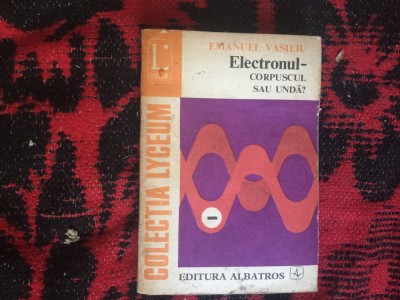 L
EMANUEL VASILIU
Electronul-
CORPUSCUL
SAU UNDĂ?
COLECȚIA LYCEUM
EDITURA ALBATROS